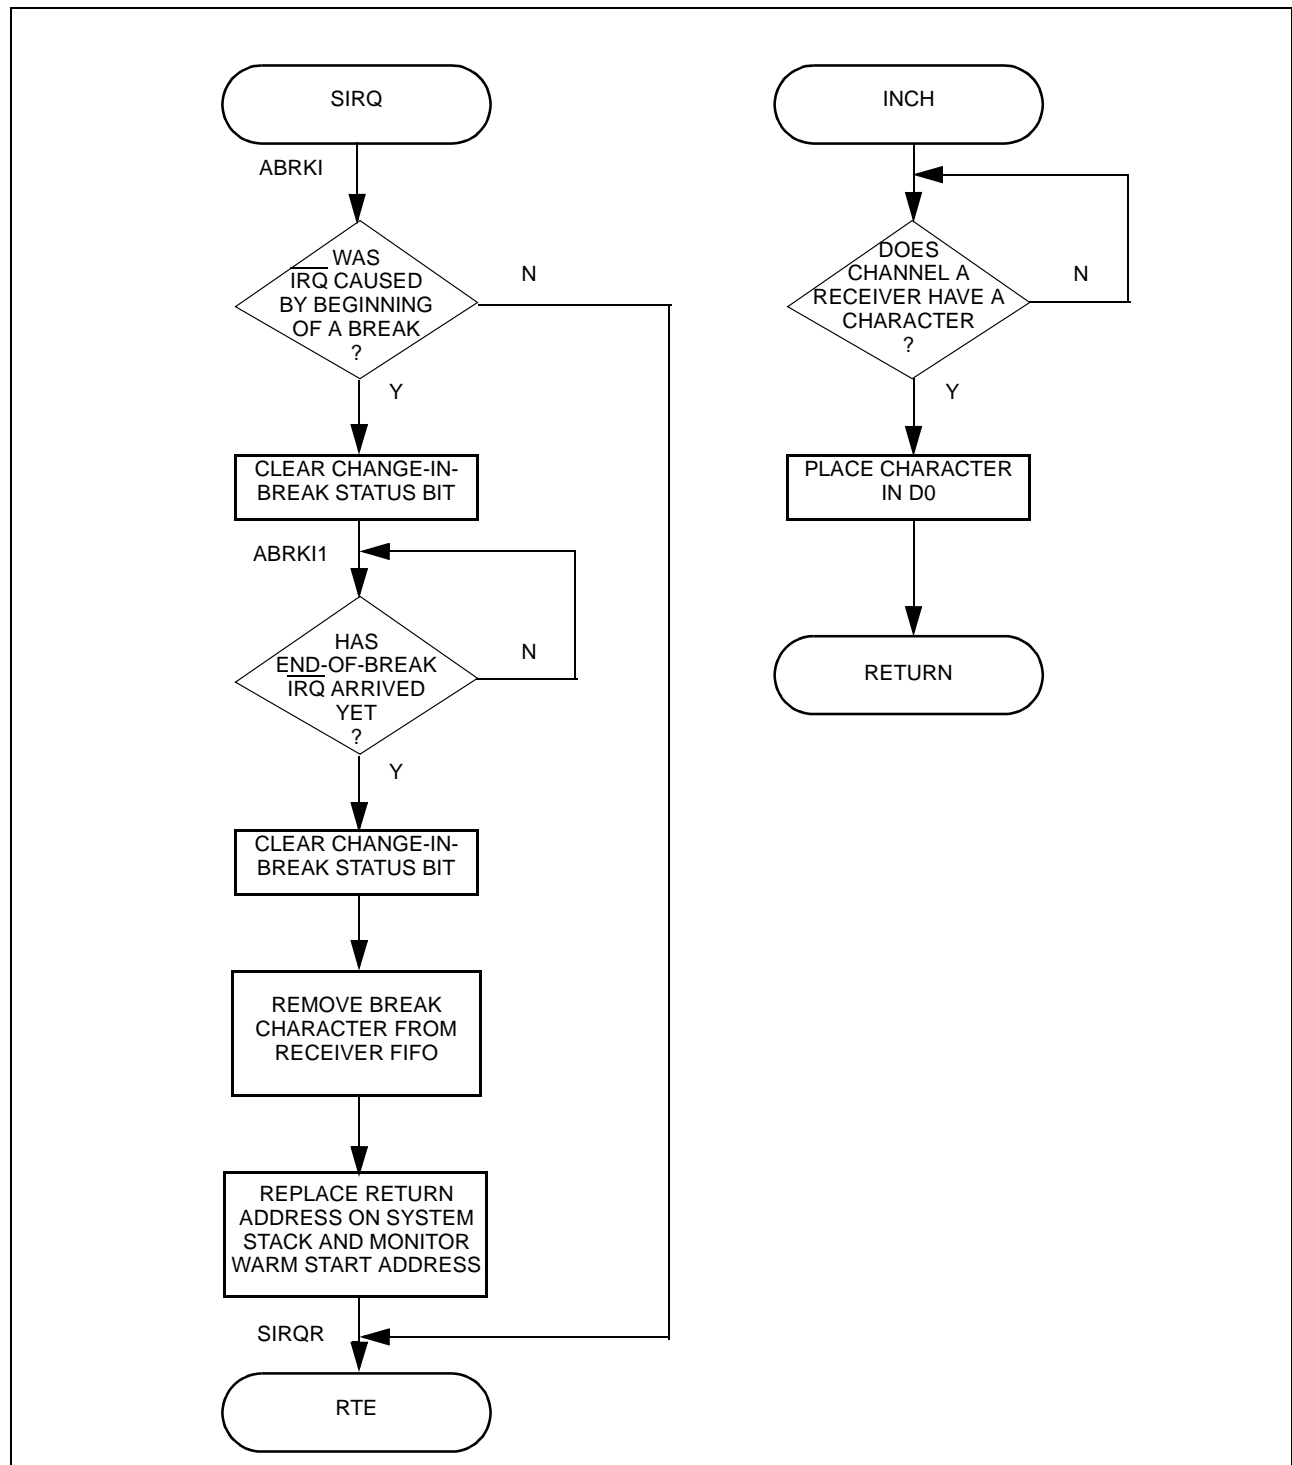 SIRQ
ABRKI
WAS
IRQ CAUSED
BY BEGINNING
OF A BREAK
?
N
Y
CLEAR CHANGE-IN-
BREAK STATUS BIT
ABRKI1
HAS
END-OF-BREAK
IRQ ARRIVED
YET
?
N
Y
CLEAR CHANGE-IN-
BREAK STATUS BIT
REMOVE BREAK
CHARACTER FROM
RECEIVER FIFO
REPLACE RETURN
ADDRESS ON SYSTEM
STACK AND MONITOR
WARM START ADDRESS
SIRQR
RTE
INCH
DOES
CHANNEL A
RECEIVER HAVE A
CHARACTER
?
N
Y
PLACE CHARACTER
IN D0
RETURN